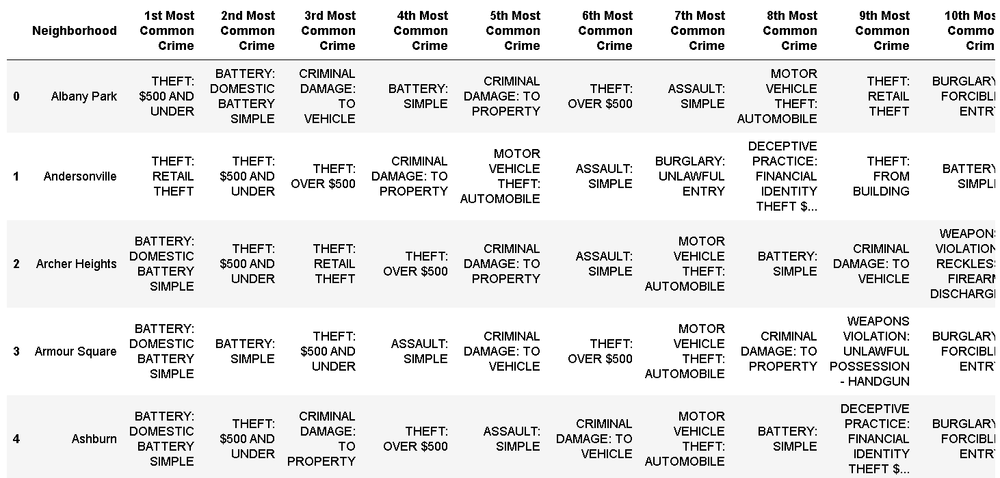 Neighborhood
1st Most
Common
Crime
2nd Most
Common
Crime
3rd Most
Common
Crime
4th Most
Common
Crime
5th Most
Common
Crime
6th Most
Common
Crime
7th Most
Common
Crime
8th Most
Common
Crime
9th Most
Common
Crime
10th Mos
Commo
Crim
0
Albany Park
THEFT:
$500 AND
UNDER
BATTERY:
DOMESTIC
BATTERY
SIMPLE
CRIMINAL
DAMAGE:
TO
VEHICLE
BATTERY:
SIMPLE
CRIMINAL
DAMAGE: TO
PROPERTY
THEFT:
OVER $500
ASSAULT:
SIMPLE
MOTOR
VEHICLE
THEFT:
AUTOMOBILE
THEFT:
RETAIL
THEFT
BURGLARY
FORCIBL
ENTR
1
Andersonville
THEFT:
RETAIL
THEFT
THEFT:
$500 AND
UNDER
THEFT:
OVER $500
CRIMINAL
DAMAGE: TO
PROPERTY
MOTOR
VEHICLE
THEFT:
AUTOMOBILE
ASSAULT:
SIMPLE
BURGLARY:
UNLAWFUL
ENTRY
DECEPTIVE
PRACTICE:
FINANCIAL
IDENTITY
THEFT $...
THEFT:
FROM
BUILDING
BATTERY
SIMPL
2
Archer Heights
BATTERY:
DOMESTIC
BATTERY
SIMPLE
THEFT:
$500 AND
UNDER
THEFT:
RETAIL
THEFT
THEFT:
OVER $500
CRIMINAL
DAMAGE: TO
PROPERTY
ASSAULT:
SIMPLE
MOTOR
VEHICLE
THEFT:
AUTOMOBILE
BATTERY:
SIMPLE
CRIMINAL
DAMAGE: TO
VEHICLE
WEAPON
VIOLATION
RECKLES
FIREAR
DISCHARG
3
Armour Square
BATTERY:
DOMESTIC
BATTERY
SIMPLE
BATTERY:
SIMPLE
THEFT:
$500 AND
UNDER
ASSAULT:
SIMPLE
CRIMINAL
DAMAGE: TO
VEHICLE
THEFT:
OVER $500
MOTOR
VEHICLE
THEFT:
AUTOMOBILE
CRIMINAL
DAMAGE: TO
PROPERTY
WEAPONS
VIOLATION:
UNLAWFUL
POSSESSION
- HANDGUN
BURGLARY
FORCIBL
ENTR
4
Ashburn
BATTERY:
DOMESTIC
BATTERY
SIMPLE
THEFT:
$500 AND
UNDER
CRIMINAL
DAMAGE:
TO
PROPERTY
THEFT:
OVER $500
ASSAULT:
SIMPLE
CRIMINAL
DAMAGE: TO
VEHICLE
MOTOR
VEHICLE
THEFT:
AUTOMOBILE
BATTERY:
SIMPLE
DECEPTIVE
PRACTICE:
FINANCIAL
IDENTITY
THEFT $...
BURGLARY
FORCIBL
ENTR